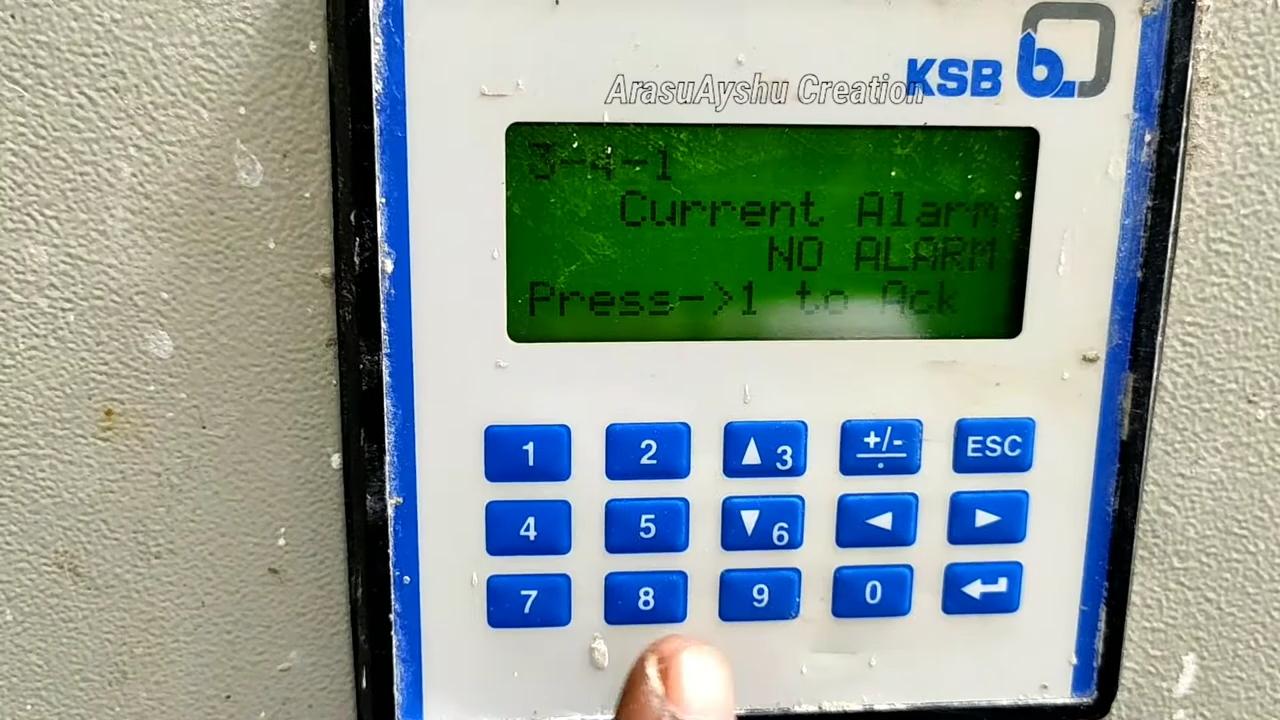 KSB
ArasuAyshu Creation
3-4-1
Current Alarm
NO ALARM
Press->1 to Ack
1 2 ▲ 3 +/- . ESC
4 5 ▼ 6 ◄ ►
7 8 9 0 ↵